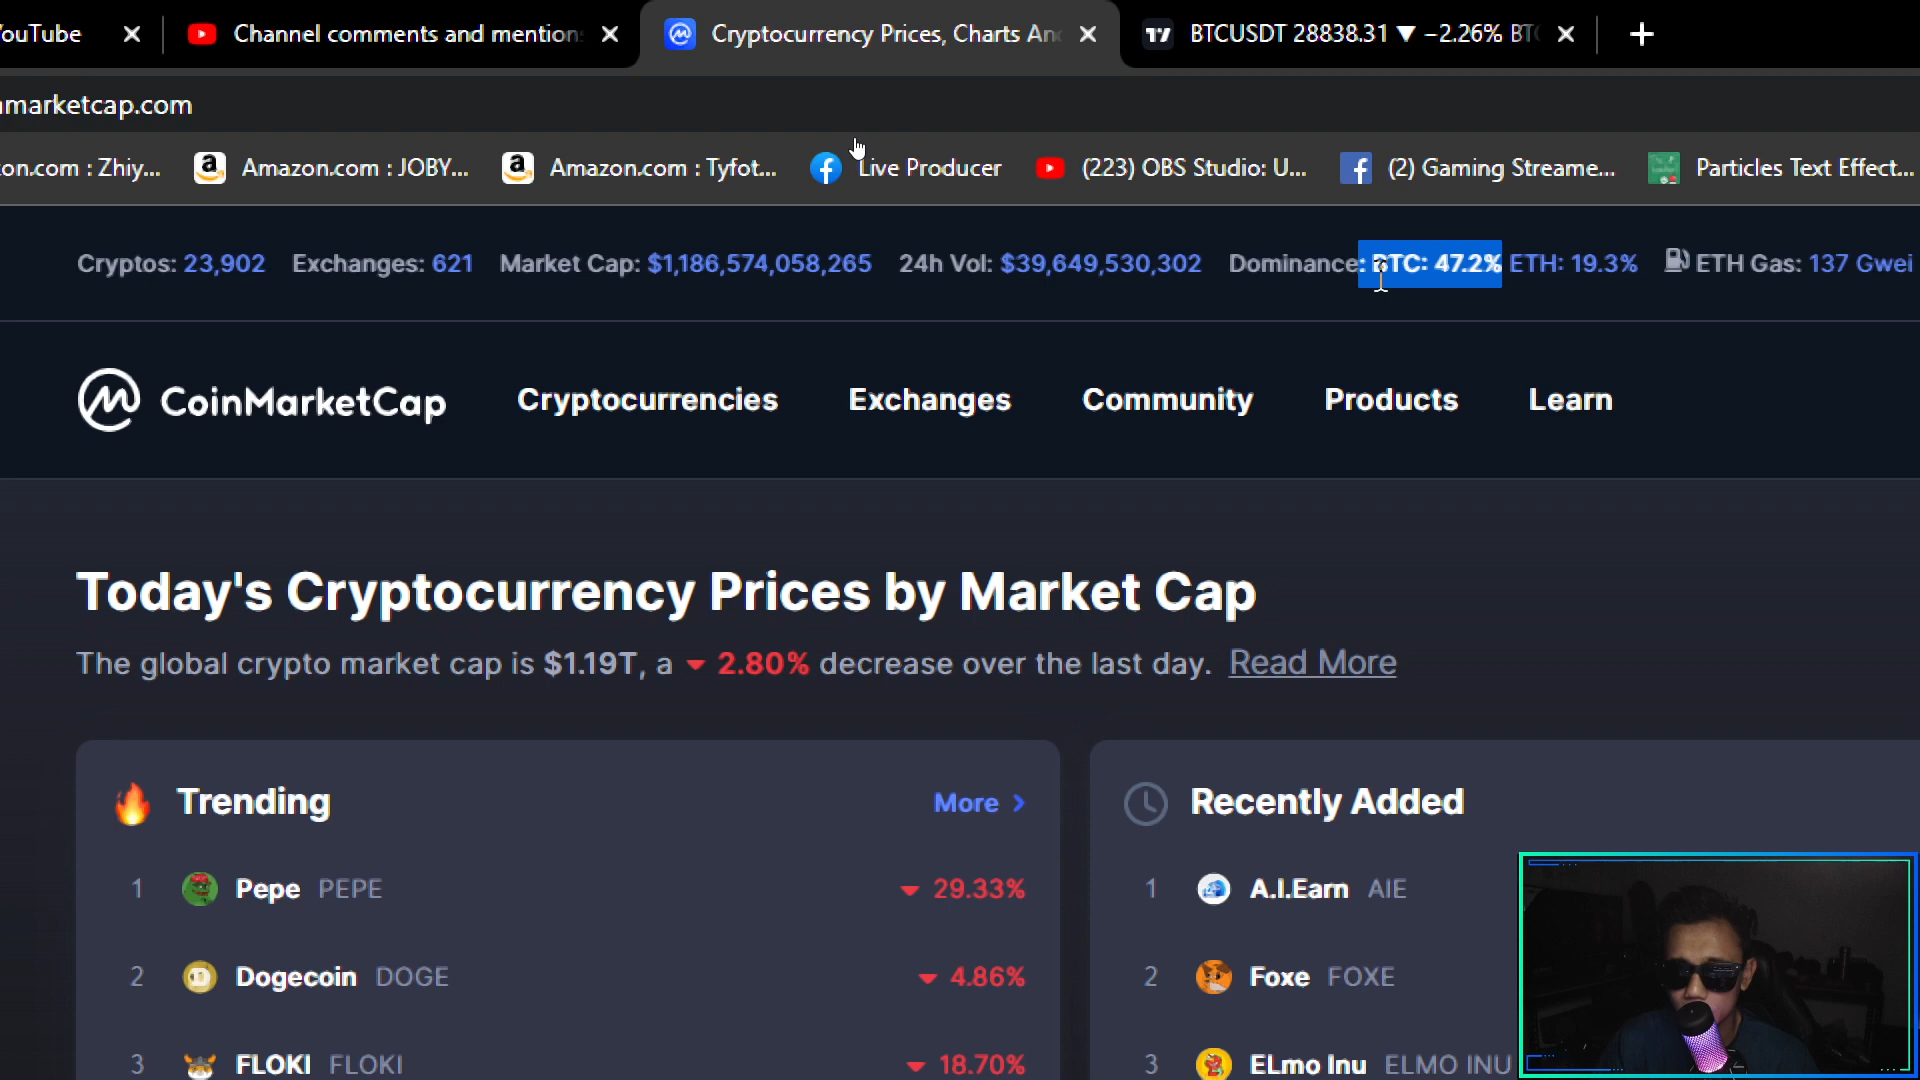 ouTube
Channel comments and mention
Cryptocurrency Prices, Charts An
BTCUSDT 28838.31 ▼ −2.26% BT
marketcap.com
on.com : Zhiy...
Amazon.com : JOBY...
Amazon.com : Tyfot...
Live Producer
(223) OBS Studio: U...
(2) Gaming Streame...
Particles Text Effect...
Cryptos: 23,902 Exchanges: 621 Market Cap: $1,186,574,058,265 24h Vol: $39,649,530,302 Dominance: BTC: 47.2% ETH: 19.3% ETH Gas: 137 Gwei
CoinMarketCap
Cryptocurrencies
Exchanges
Community
Products
Learn
Today's Cryptocurrency Prices by Market Cap
The global crypto market cap is $1.19T, a ▼ 2.80% decrease over the last day. Read More
Trending
More >
1 Pepe PEPE ▼ 29.33%
2 Dogecoin DOGE ▼ 4.86%
3 FLOKI FLOKI ▼ 18.70%
Recently Added
1 A.I.Earn AIE
2 Foxe FOXE
3 ELmo Inu ELMO INU